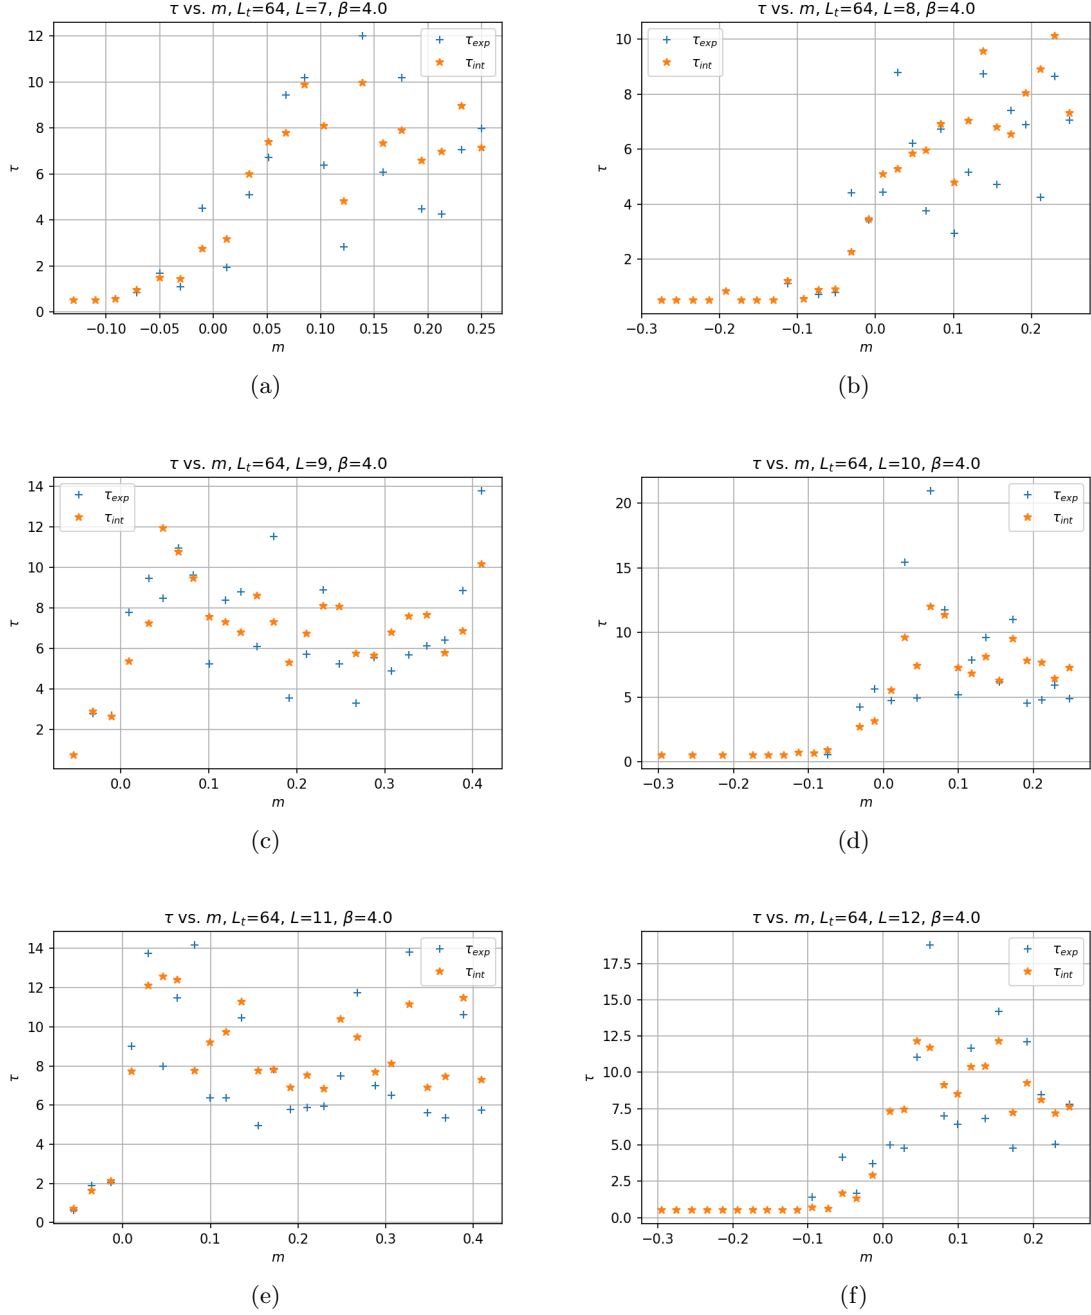 τ vs. m, L_t=64, L=7, β=4.0
τ_exp
τ_int
12
10
8
6
4
2
0
τ
−0.10 −0.05 0.00 0.05 0.10 0.15 0.20 0.25
m
(a)
τ vs. m, L_t=64, L=8, β=4.0
τ_exp
τ_int
10
8
6
4
2
0
τ
−0.3 −0.2 −0.1 0.0 0.1 0.2
m
(b)
τ vs. m, L_t=64, L=9, β=4.0
τ_exp
τ_int
14
12
10
8
6
4
2
τ
0.0 0.1 0.2 0.3 0.4
m
(c)
τ vs. m, L_t=64, L=10, β=4.0
τ_exp
τ_int
20
15
10
5
0
τ
−0.3 −0.2 −0.1 0.0 0.1 0.2
m
(d)
τ vs. m, L_t=64, L=11, β=4.0
τ_exp
τ_int
14
12
10
8
6
4
2
0
τ
0.0 0.1 0.2 0.3 0.4
m
(e)
τ vs. m, L_t=64, L=12, β=4.0
τ_exp
τ_int
17.5
15.0
12.5
10.0
7.5
5.0
2.5
0.0
τ
−0.3 −0.2 −0.1 0.0 0.1 0.2
m
(f)